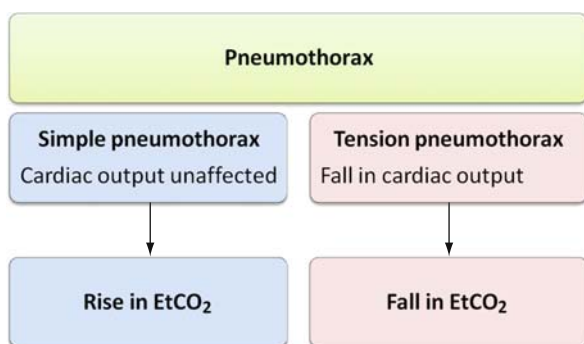 Pneumothorax
Simple pneumothorax
Cardiac output unaffected
Tension pneumothorax
Fall in cardiac output
Rise in EtCO₂
Fall in EtCO₂